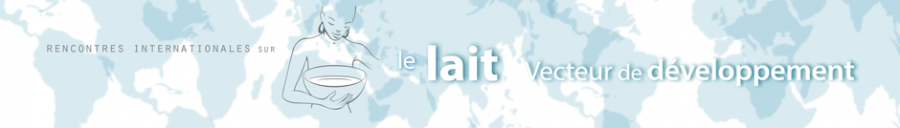 RENCONTRES INTERNATIONALES SUR
le lait Vecteur de développement